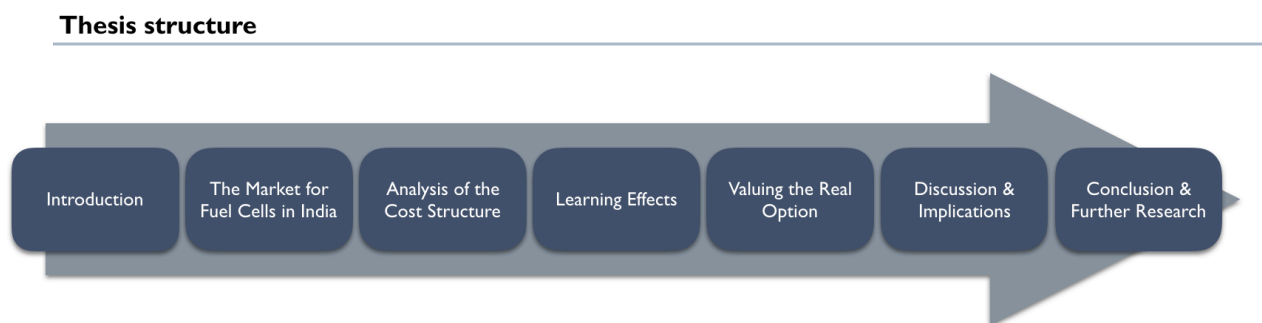 Thesis structure
Introduction
The Market for
Fuel Cells in India
Analysis of the
Cost Structure
Learning Effects
Valuing the Real
Option
Discussion &
Implications
Conclusion &
Further Research